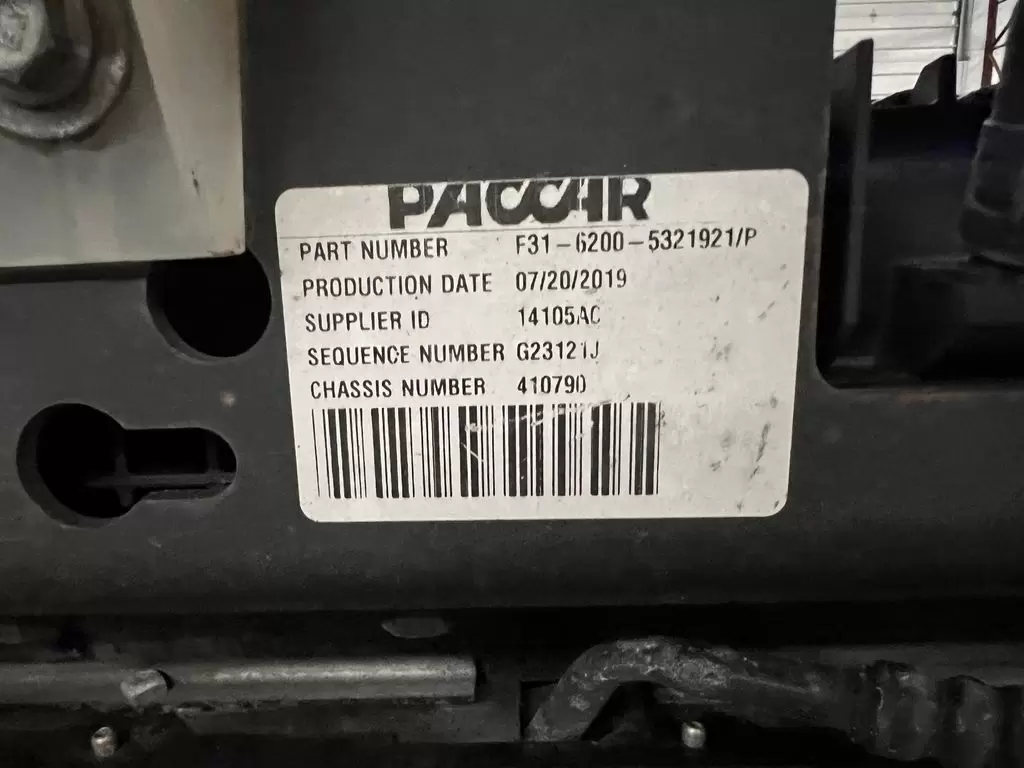 PACCAR
PART NUMBER F31-6200-5321921/P
PRODUCTION DATE 07/20/2019
SUPPLIER ID 14105AC
SEQUENCE NUMBER G23121J
CHASSIS NUMBER 410790